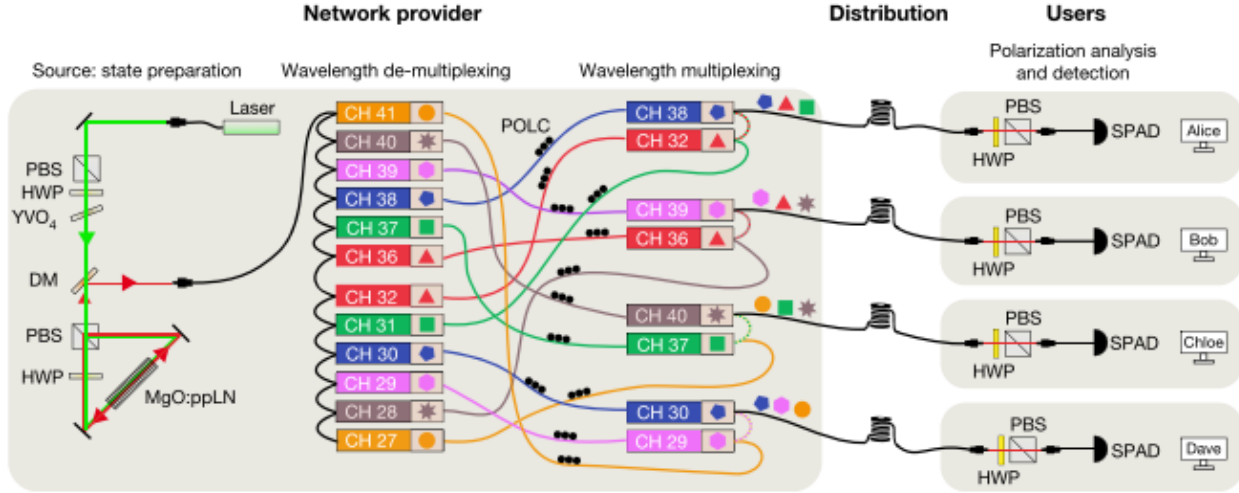 Network provider
Distribution
Users
Source: state preparation
Wavelength de-multiplexing
Wavelength multiplexing
Polarization analysis
and detection
Laser
PBS
HWP
YVO4
DM
PBS
HWP
MgO:ppLN
CH 41
CH 40
CH 39
CH 38
CH 37
CH 36
CH 32
CH 31
CH 30
CH 29
CH 28
CH 27
POLC
CH 38
CH 32
CH 39
CH 36
CH 40
CH 37
CH 30
CH 29
PBS
HWP
SPAD
Alice
PBS
HWP
SPAD
Bob
PBS
HWP
SPAD
Chloe
PBS
HWP
SPAD
Dave